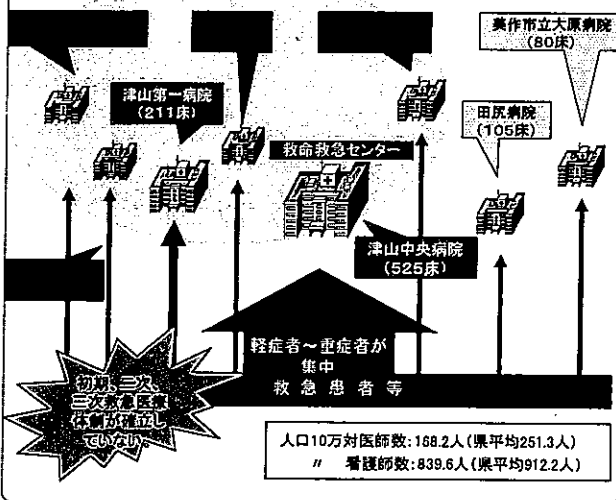 美作市立大原病院
(80床)
津山第一病院
(211床)
田尻病院
(105床)
救命救急センター
津山中央病院
(525床)
軽症者～重症者が
集中
救急患者等
初期、二次、
三次救急医療
体制が確立し
ていない
人口10万対医師数:168.2人(県平均251.3人)
〃 看護師数:839.6人(県平均912.2人)